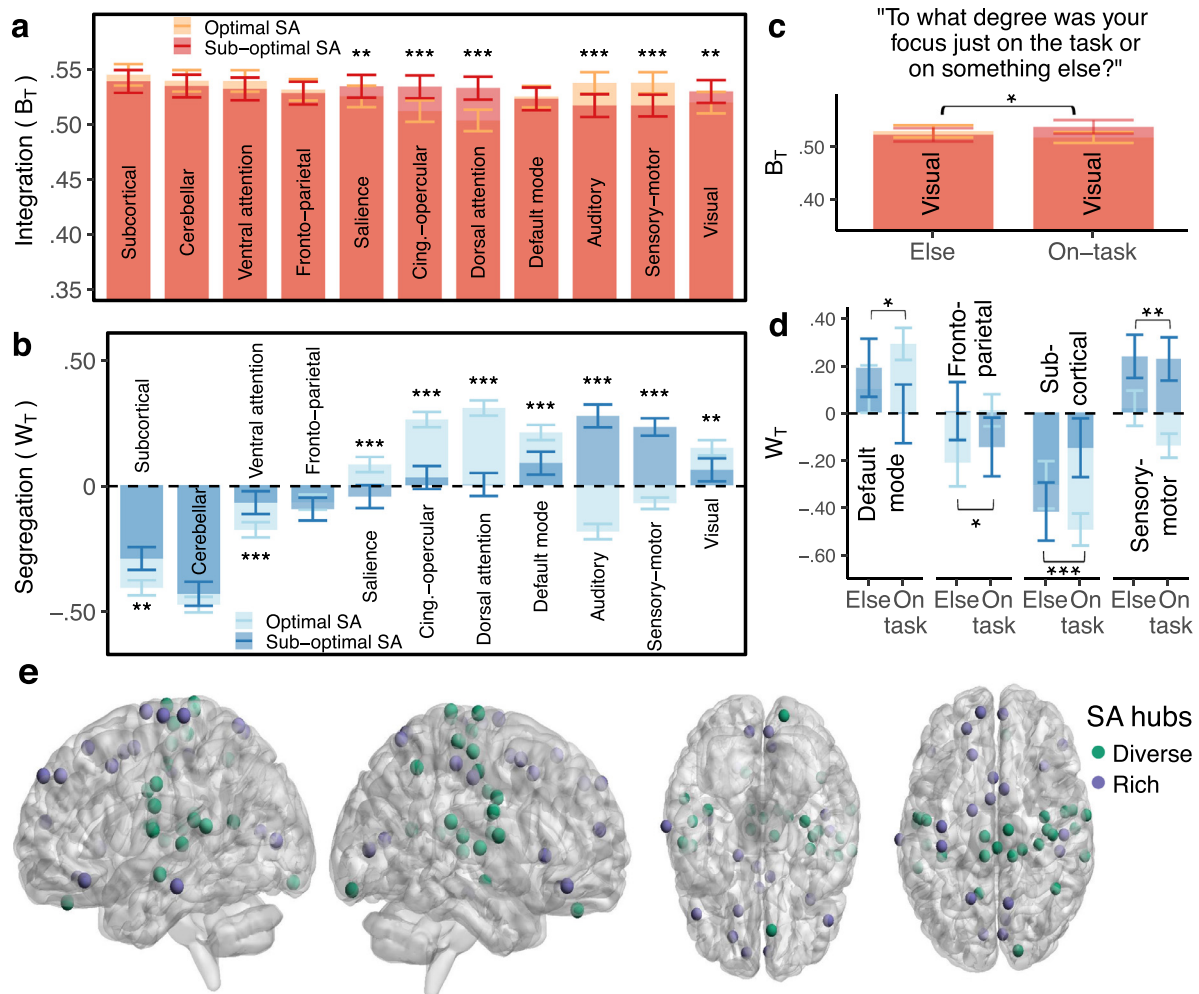 a
Optimal SA
Sub−optimal SA
Integration ( BT )
.55
.50
.45
.40
.35
** *** *** *** *** **
Subcortical
Cerebellar
Ventral attention
Fronto−parietal
Salience
Cing.−opercular
Dorsal attention
Default mode
Auditory
Sensory−motor
Visual
b
Segregation ( WT )
.50
0
−.50
Subcortical
**
Cerebellar
Ventral attention
***
Fronto−parietal
***
Salience
***
Cing.−opercular
***
Dorsal attention
***
Default mode
***
Auditory
***
Sensory−motor
**
Visual
Optimal SA
Sub−optimal SA
c
"To what degree was your
focus just on the task or
on something else?"
BT
.50
.40
*
Visual
Visual
Else
On−task
d
WT
.40
.20
0
−.20
−.40
−.60
*
Default
mode
Fronto-
parietal
*
Sub-
cortical
***
**
Sensory-
motor
Else On
task
Else On
task
Else On
task
Else On
task
e
SA hubs
Diverse
Rich